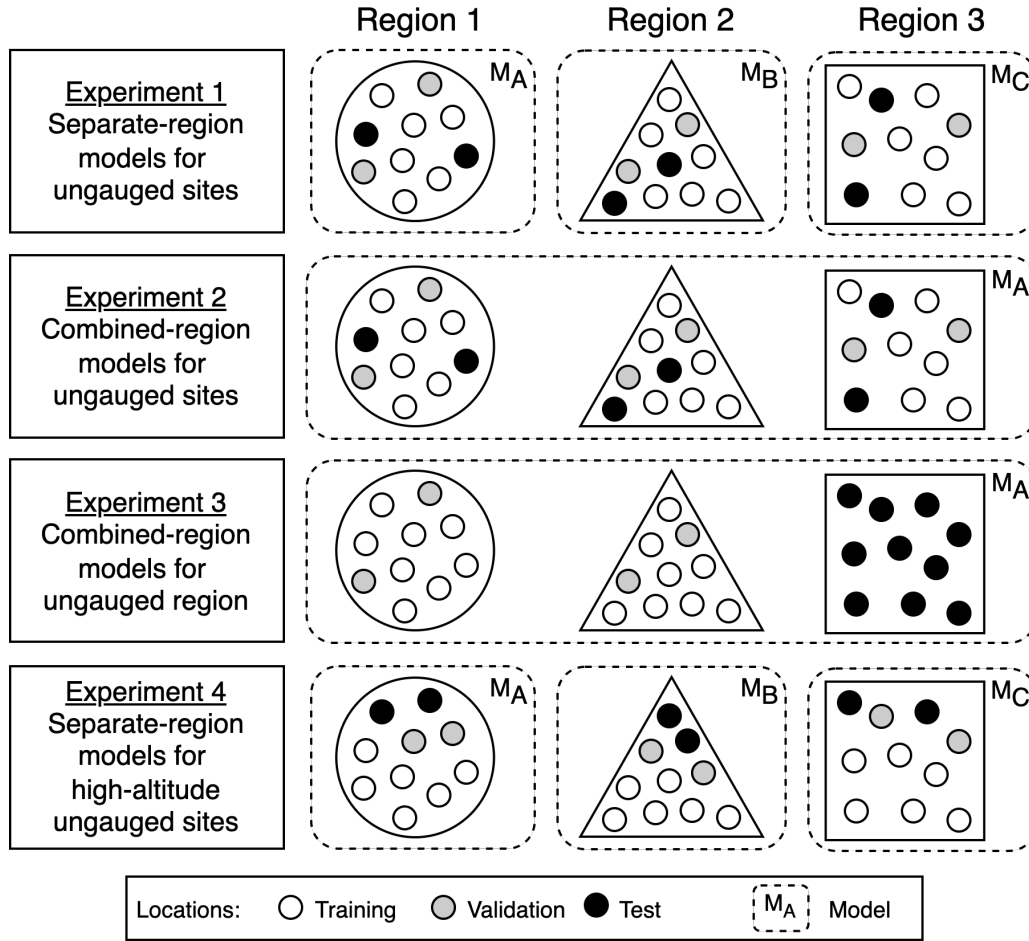 Region 1
Region 2
Region 3
Experiment 1
Separate-region
models for
ungauged sites
MA
MB
MC
Experiment 2
Combined-region
models for
ungauged sites
MA
Experiment 3
Combined-region
models for
ungauged region
MA
Experiment 4
Separate-region
models for
high-altitude
ungauged sites
MA
MB
MC
Locations: Training Validation Test MA Model